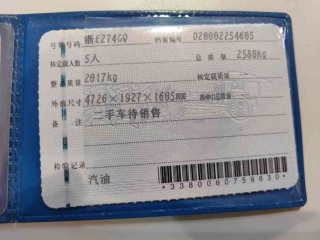 号牌号码 浙E274GQ 档案编号 D20002254605
核定载人数 5人 总质量 2580kg
整备质量 2017kg 核定载质量 --
外廓尺寸 4726×1927×1605mm 准牵引总质量 --
备注 二手车待销售
检验记录
汽油
*3380060756630*